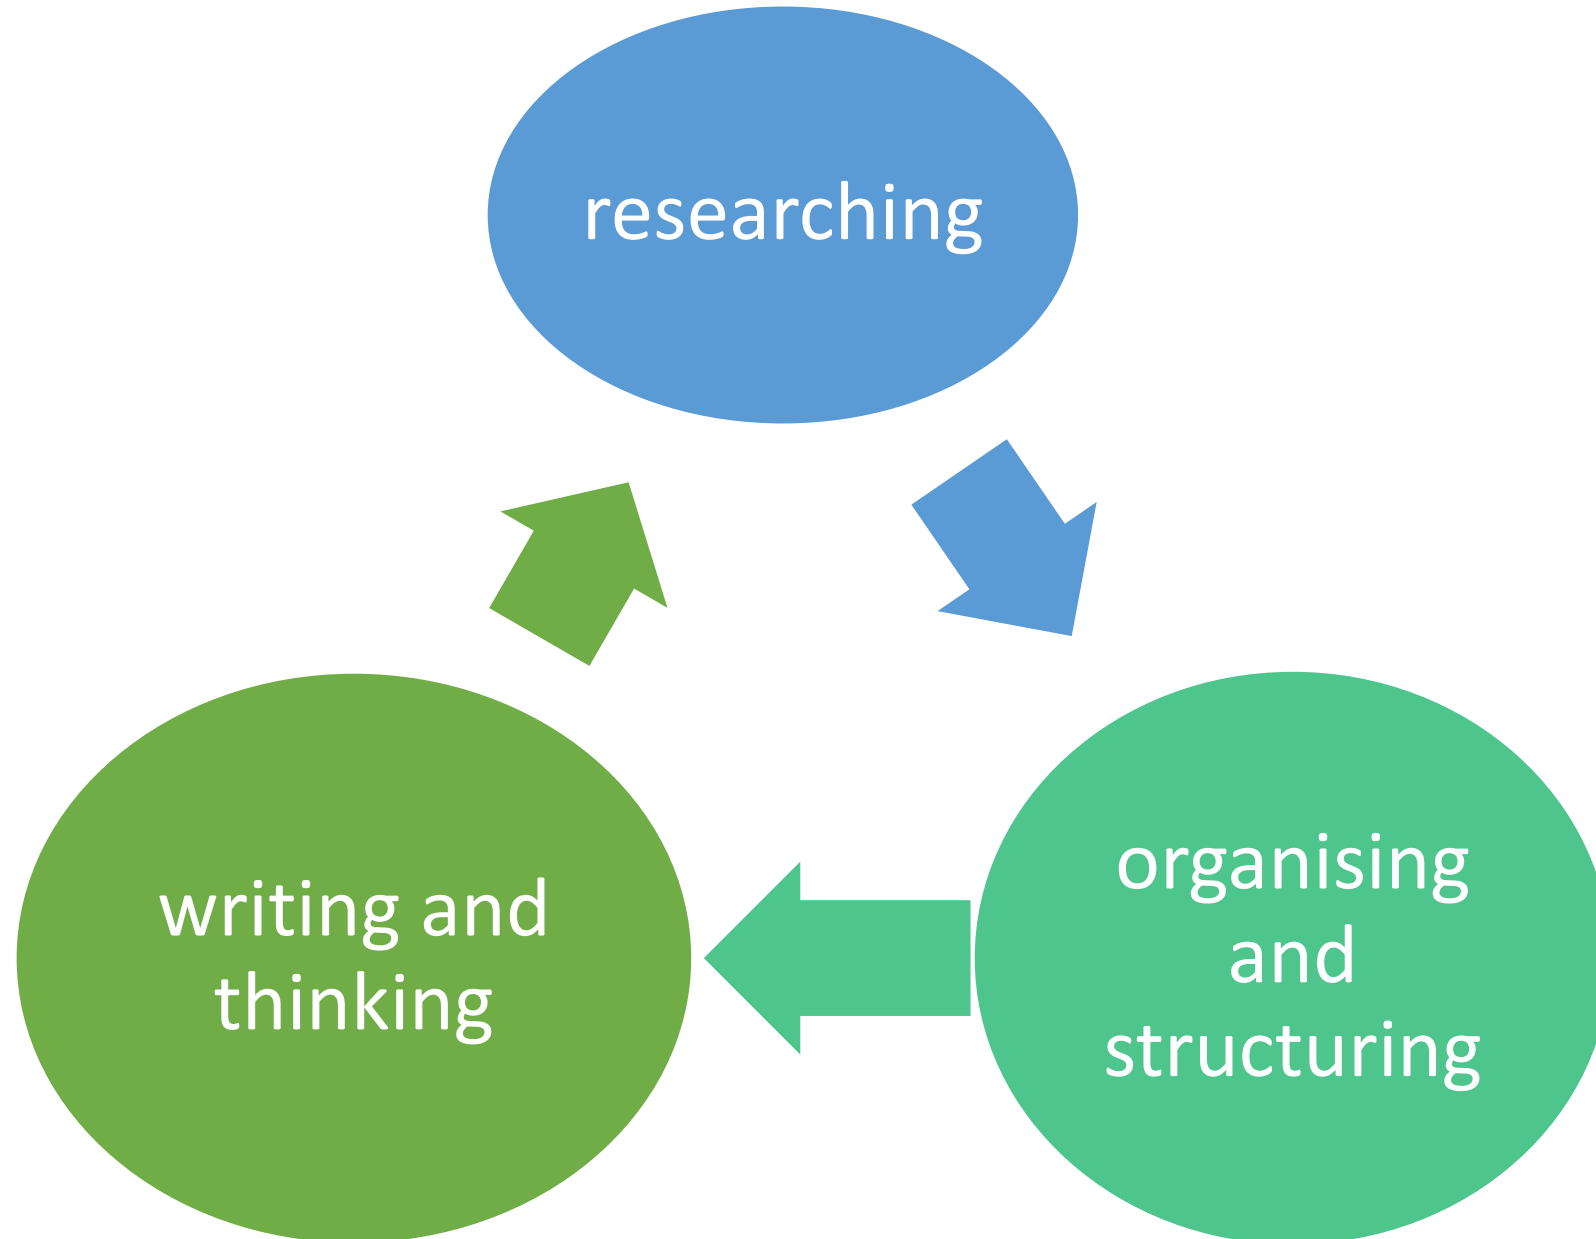 researching
organising
and
structuring
writing and
thinking